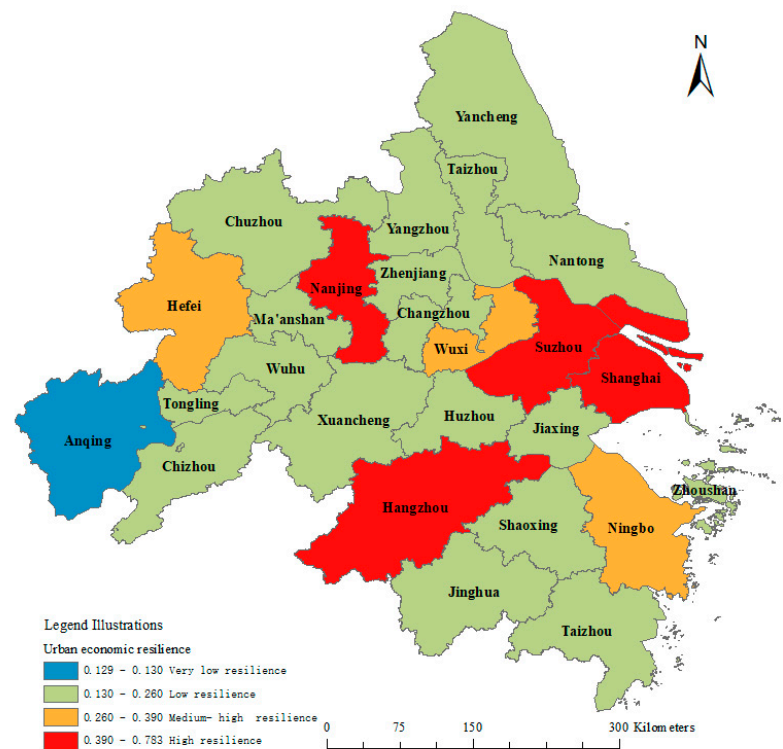 N
Yancheng
Taizhou
Chuzhou
Yangzhou
Nantong
Zhenjiang
Nanjing
Hefei
Changzhou
Ma'anshan
Wuxi
Suzhou
Wuhu
Shanghai
Tongling
Xuancheng
Huzhou
Jiaxing
Anqing
Chizhou
Zhoushan
Hangzhou
Shaoxing
Ningbo
Jinghua
Taizhou
Legend Illustrations
Urban economic resilience
0.129 - 0.130 Very low resilience
0.130 - 0.260 Low resilience
0.260 - 0.390 Medium- high resilience
0.390 - 0.783 High resilience
0 75 150 300 Kilometers